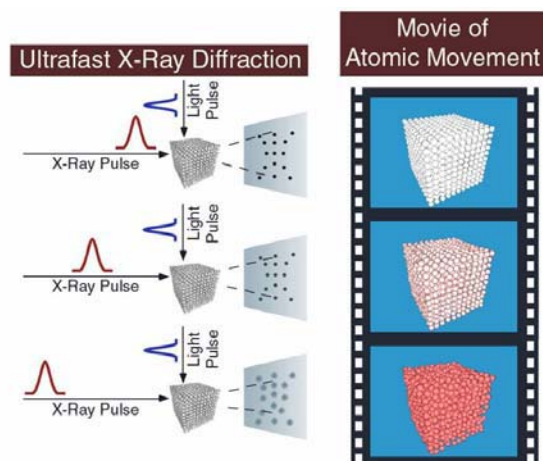 Ultrafast X-Ray Diffraction
Light
Pulse
X-Ray Pulse
Light
Pulse
X-Ray Pulse
Light
Pulse
X-Ray Pulse
Movie of
Atomic Movement